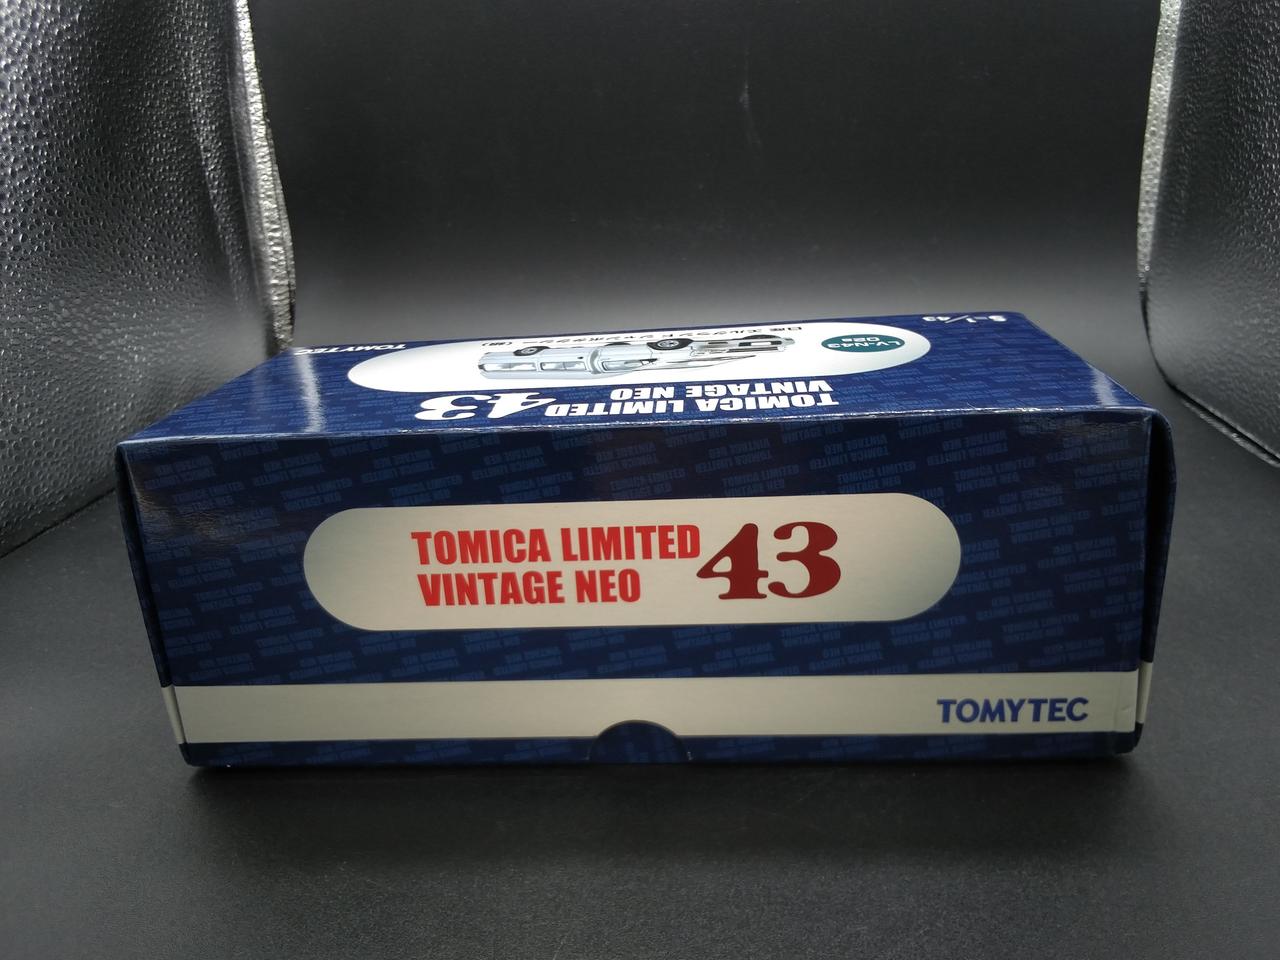 S=1/43
TOMYTEC
LV-N43
TOMICA LIMITED
VINTAGE NEO
43
TOMICA LIMITED
VINTAGE NEO
43
TOMYTEC